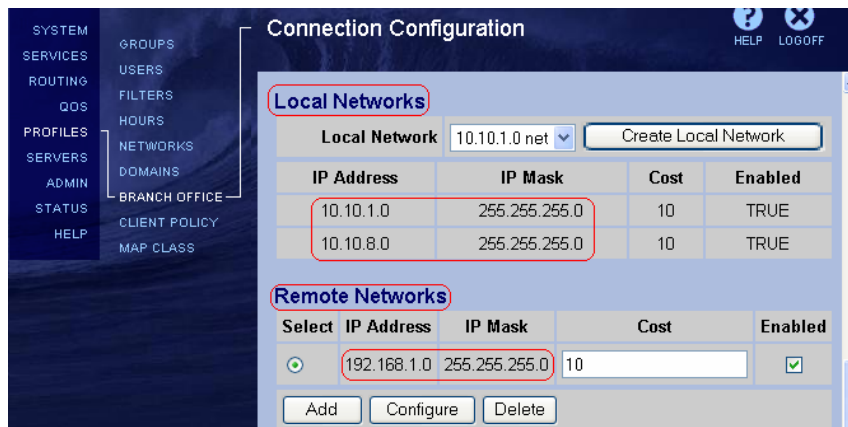 SYSTEM
SERVICES
ROUTING
QOS
PROFILES
SERVERS
ADMIN
STATUS
HELP
GROUPS
USERS
FILTERS
HOURS
NETWORKS
DOMAINS
BRANCH OFFICE
CLIENT POLICY
MAP CLASS
Connection Configuration
HELP LOGOFF
Local Networks
Local Network 10.10.1.0 net Create Local Network
IP Address IP Mask Cost Enabled
10.10.1.0 255.255.255.0 10 TRUE
10.10.8.0 255.255.255.0 10 TRUE
Remote Networks
Select IP Address IP Mask Cost Enabled
192.168.1.0 255.255.255.0 10
Add Configure Delete